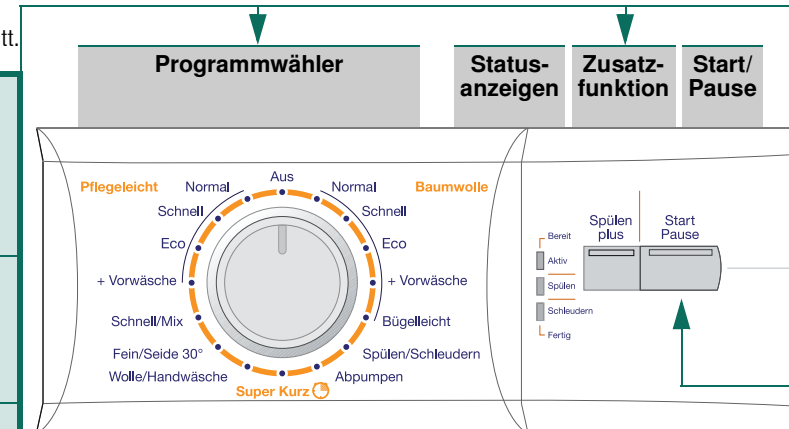 tt.
Programmwähler
Status-
anzeigen
Zusatz-
funktion
Start/
Pause
Aus
Pflegeleicht
Normal
Schnell
Eco
+ Vorwäsche
Schnell/Mix
Fein/Seide 30°
Wolle/Handwäsche
Super Kurz
Baumwolle
Normal
Schnell
Eco
+ Vorwäsche
Bügelleicht
Spülen/Schleudern
Abpumpen
Bereit
Aktiv
Spülen
Schleudern
Fertig
Spülen
plus
Start
Pause